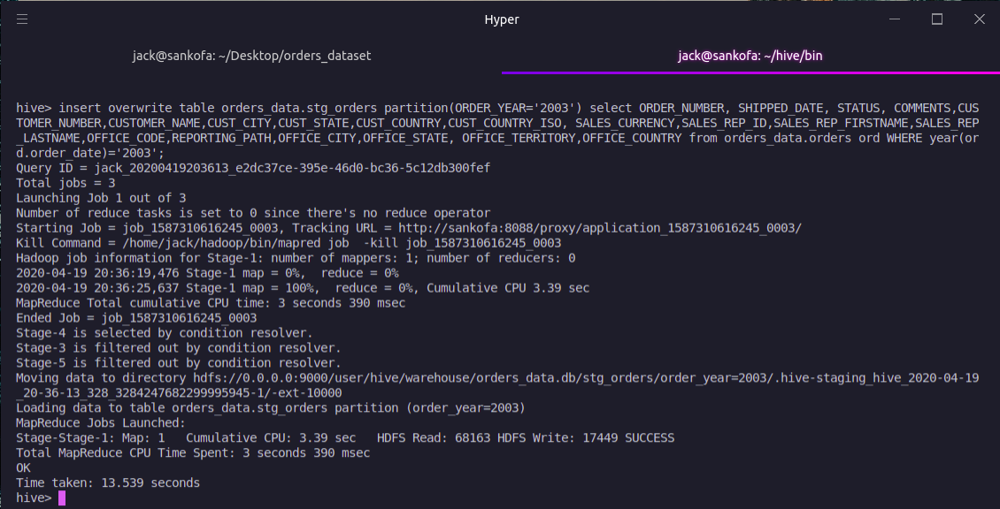 Hyper
jack@sankofa: ~/Desktop/orders_dataset
jack@sankofa: ~/hive/bin
hive> insert overwrite table orders_data.stg_orders partition(ORDER_YEAR='2003') select ORDER_NUMBER, SHIPPED_DATE, STATUS, COMMENTS,CUS
TOMER_NUMBER,CUSTOMER_NAME,CUST_CITY,CUST_STATE,CUST_COUNTRY,CUST_COUNTRY_ISO, SALES_CURRENCY,SALES_REP_ID,SALES_REP_FIRSTNAME,SALES_REP
_LASTNAME,OFFICE_CODE,REPORTING_PATH,OFFICE_CITY,OFFICE_STATE, OFFICE_TERRITORY,OFFICE_COUNTRY from orders_data.orders ord WHERE year(or
d.order_date)='2003';
Query ID = jack_20200419203613_e2dc37ce-395e-46d0-bc36-5c12db300fef
Total jobs = 3
Launching Job 1 out of 3
Number of reduce tasks is set to 0 since there's no reduce operator
Starting Job = job_1587310616245_0003, Tracking URL = http://sankofa:8088/proxy/application_1587310616245_0003/
Kill Command = /home/jack/hadoop/bin/mapred job  -kill job_1587310616245_0003
Hadoop job information for Stage-1: number of mappers: 1; number of reducers: 0
2020-04-19 20:36:19,476 Stage-1 map = 0%,  reduce = 0%
2020-04-19 20:36:25,637 Stage-1 map = 100%,  reduce = 0%, Cumulative CPU 3.39 sec
MapReduce Total cumulative CPU time: 3 seconds 390 msec
Ended Job = job_1587310616245_0003
Stage-4 is selected by condition resolver.
Stage-3 is filtered out by condition resolver.
Stage-5 is filtered out by condition resolver.
Moving data to directory hdfs://0.0.0.0:9000/user/hive/warehouse/orders_data.db/stg_orders/order_year=2003/.hive-staging_hive_2020-04-19
_20-36-13_328_3284247682299995945-1/-ext-10000
Loading data to table orders_data.stg_orders partition (order_year=2003)
MapReduce Jobs Launched:
Stage-Stage-1: Map: 1   Cumulative CPU: 3.39 sec   HDFS Read: 68163 HDFS Write: 17449 SUCCESS
Total MapReduce CPU Time Spent: 3 seconds 390 msec
OK
Time taken: 13.539 seconds
hive>